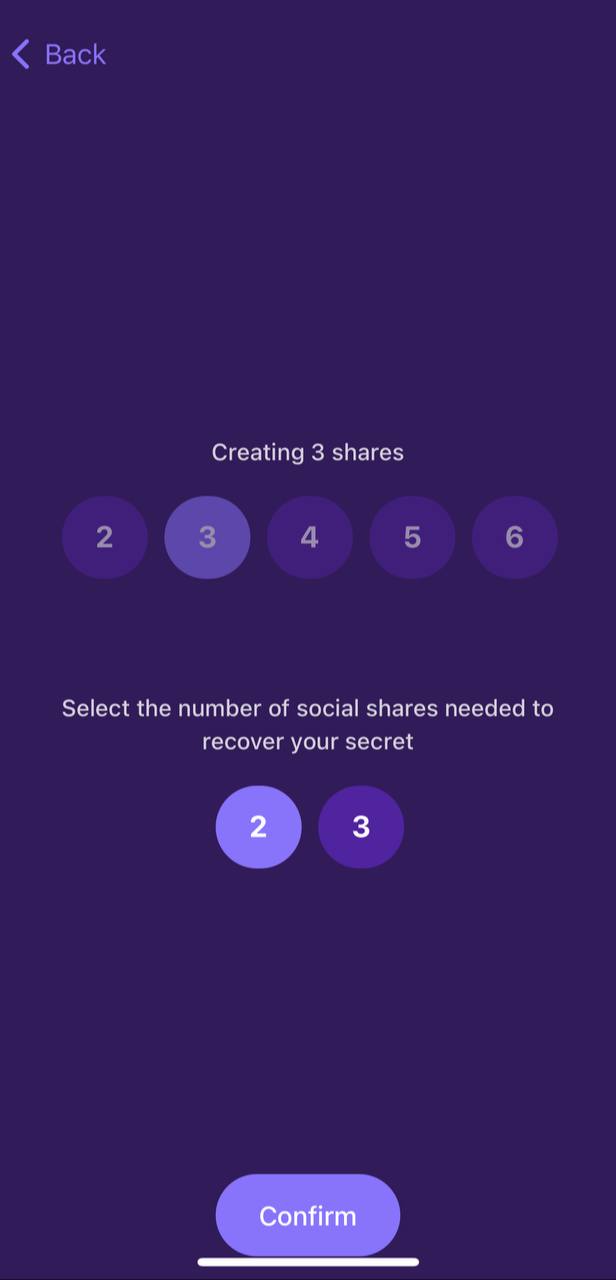 Back
Creating 3 shares
2 3 4 5 6
Select the number of social shares needed to
recover your secret
2 3
Confirm